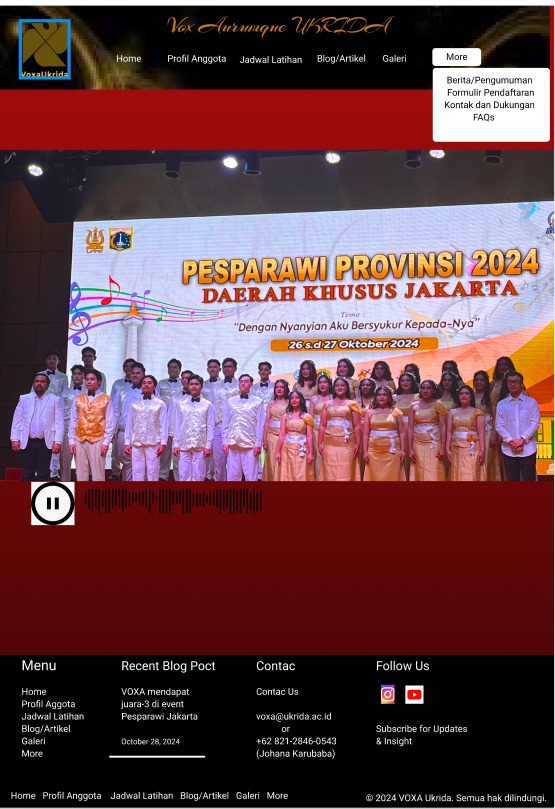 Vox Aurumque UKRIDA
VoxaUkrida
Home Profil Anggota Jadwal Latihan Blog/Artikel Galeri More
Berita/Pengumuman
Formulir Pendaftaran
Kontak dan Dukungan
FAQs
PESPARAWI PROVINSI 2024
DAERAH KHUSUS JAKARTA
Tema :
"Dengan Nyanyian Aku Bersyukur Kepada-Nya"
26 s.d 27 Oktober 2024
Menu
Home
Profil Aggota
Jadwal Latihan
Blog/Artikel
Galeri
More
Recent Blog Poct
VOXA mendapat
juara-3 di event
Pesparawi Jakarta
October 28, 2024
Contac
Contac Us
voxa@ukrida.ac.id
or
+62 821-2846-0543
(Johana Karubaba)
Follow Us
Subscribe for Updates
& Insight
Home Profil Anggota Jadwal Latihan Blog/Artikel Galeri More
© 2024 VOXA Ukrida. Semua hak dilindungi.